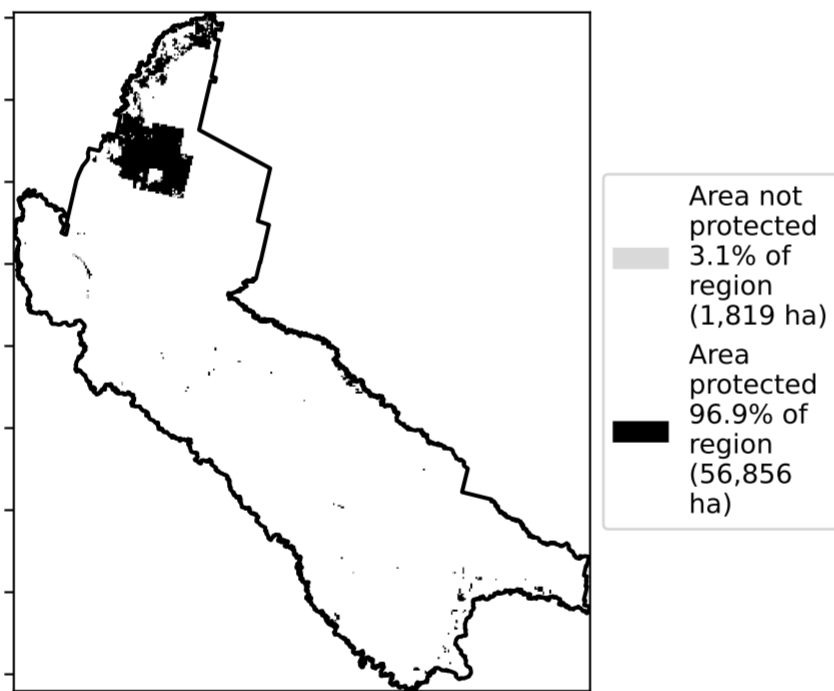 Area not
protected
3.1% of
region
(1,819 ha)
Area
protected
96.9% of
region
(56,856
ha)